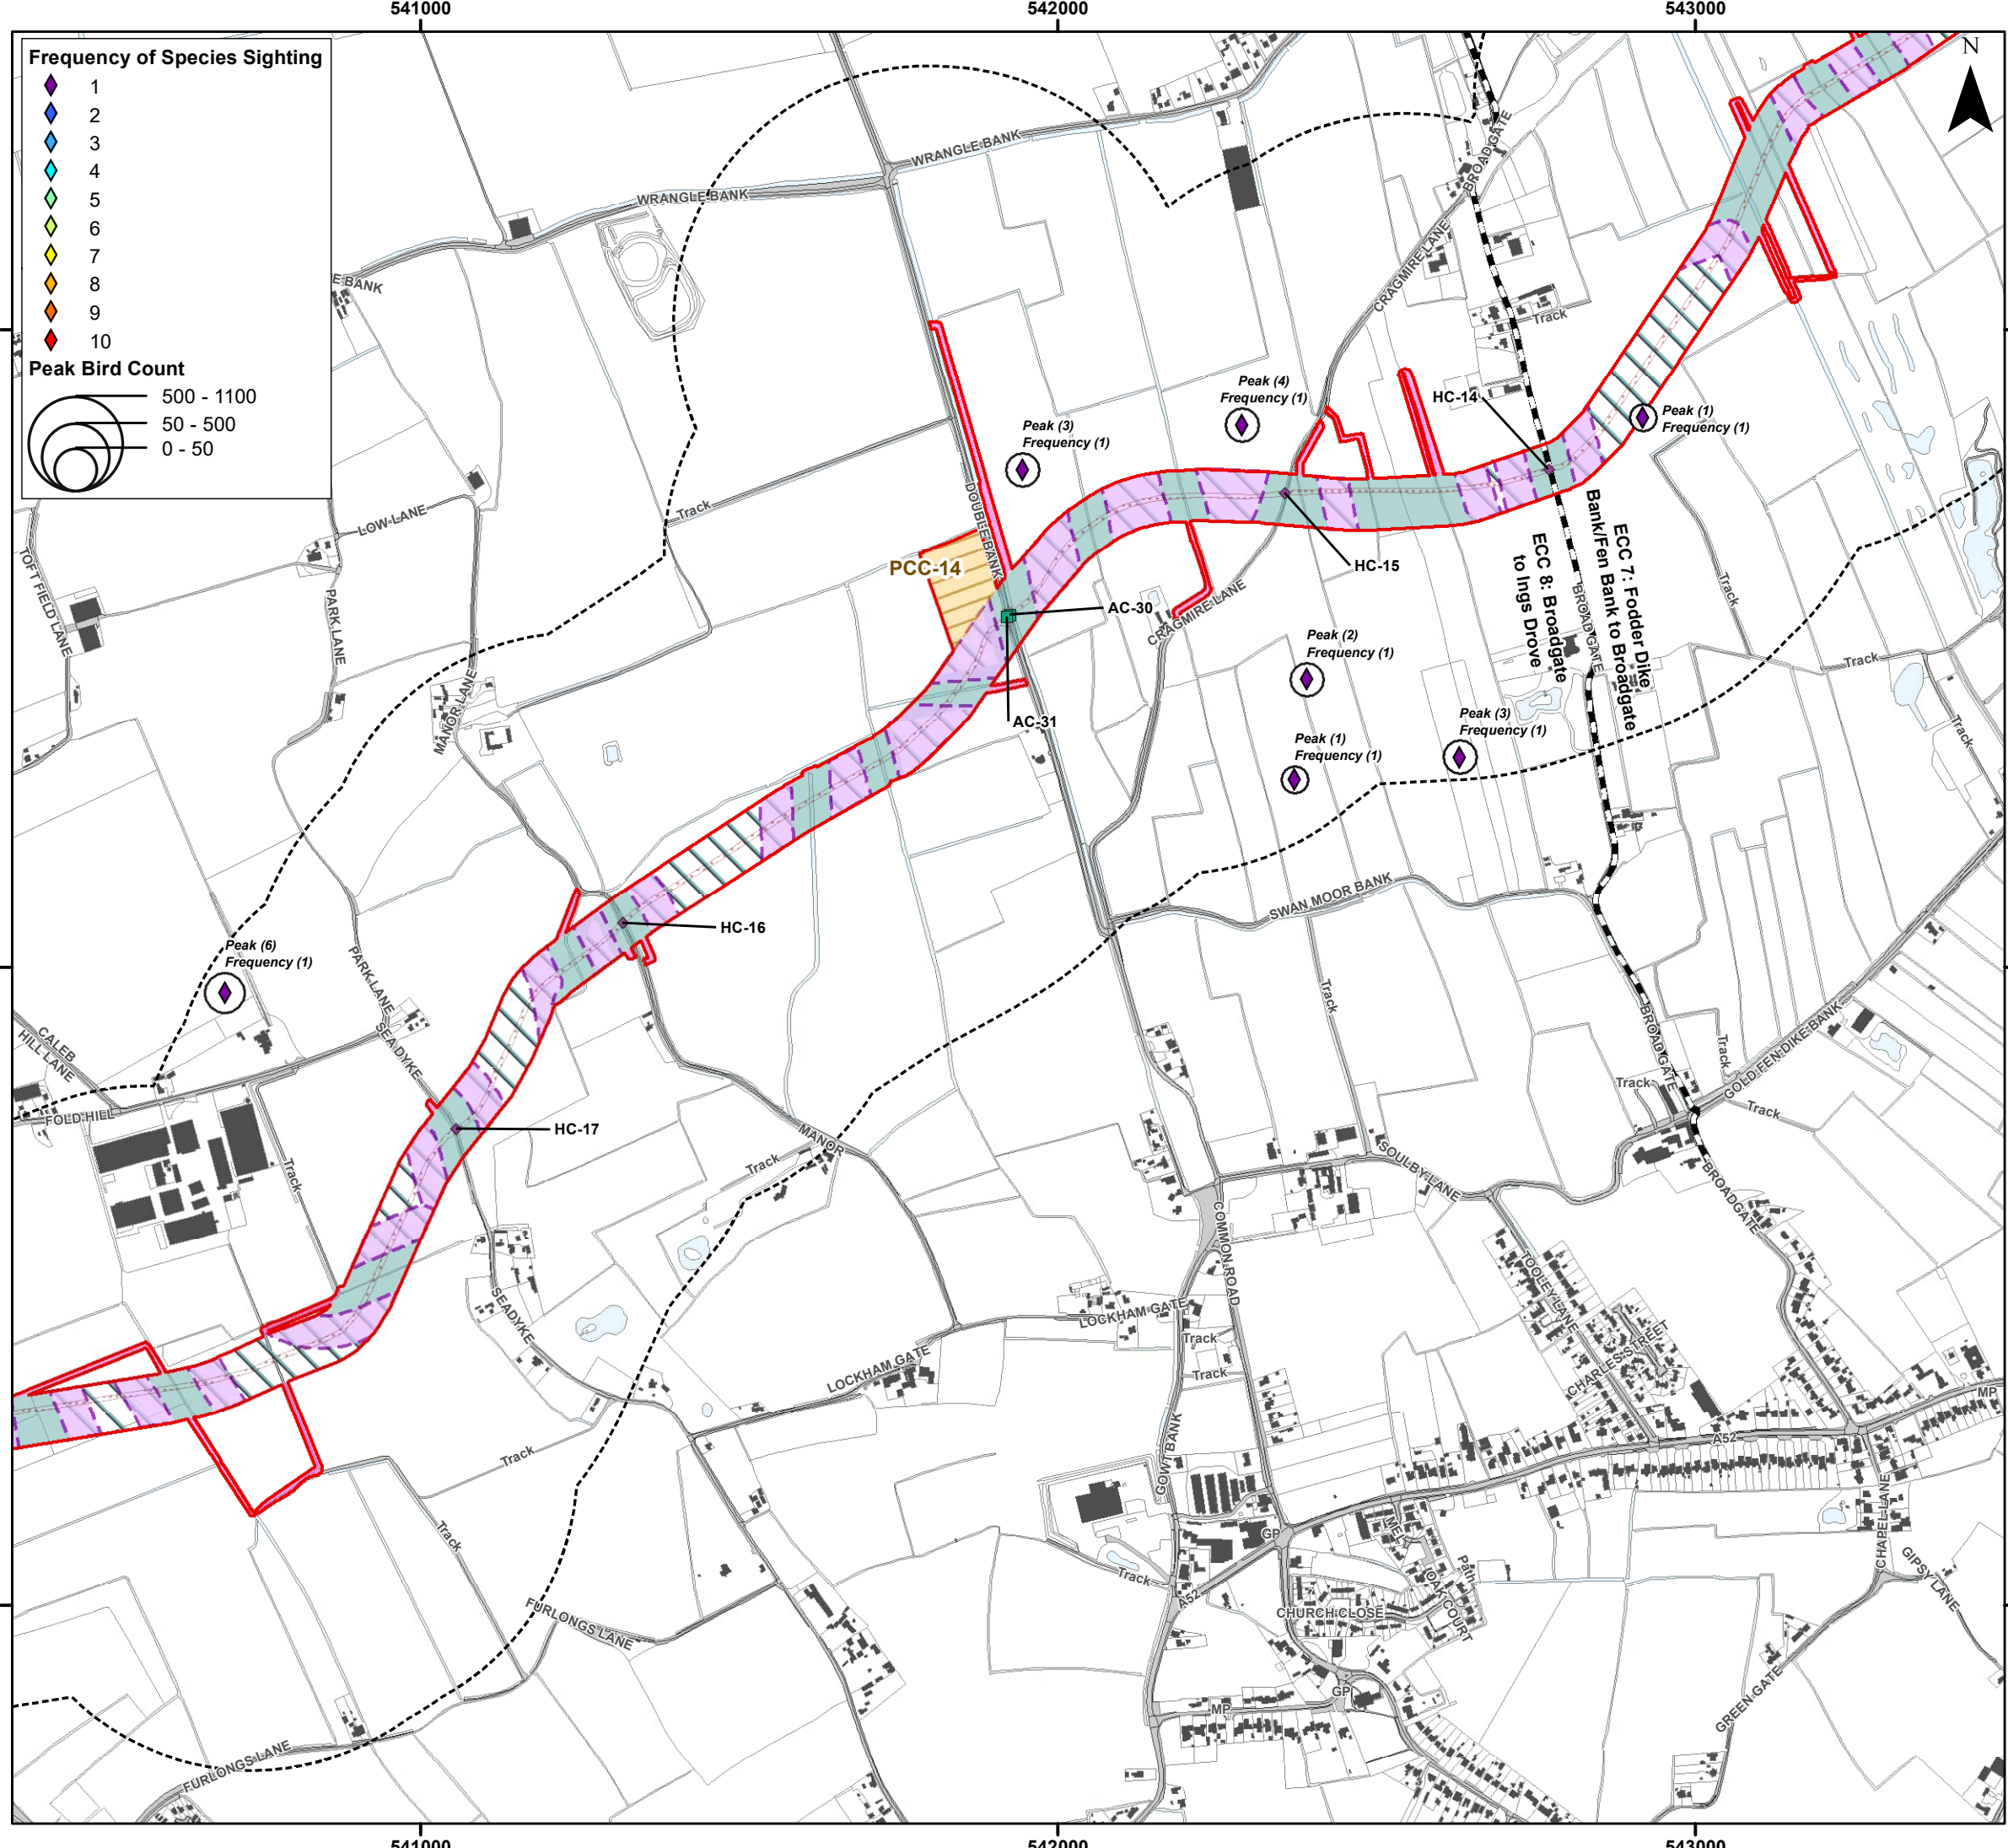 541000
542000
543000
N
Frequency of Species Sighting
1
2
3
4
5
6
7
8
9
10
Peak Bird Count
500 - 1100
50 - 500
0 - 50
WRANGLE BANK
WRANGLE BANK
E BANK
BROADGATE
CRAGMIRE LANE
Track
HC-14
Peak (4)
Frequency (1)
Peak (3)
Frequency (1)
Peak (1)
Frequency (1)
DOUBLE BANK
Track
LOW LANE
TOFT FIELD LANE
PARK LANE
MANOR LANE
PCC-14
AC-30
AC-31
HC-15
CRAGMIRE LANE
ECC 7: Fodder Dike
Bank/Fen Bank to Broadgate
ECC 8: Broadgate
to Ings Drove
BROADGATE
Track
Track
Track
Peak (2)
Frequency (1)
Peak (1)
Frequency (1)
Peak (3)
Frequency (1)
SWAN MOOR BANK
HC-16
Peak (6)
Frequency (1)
PARK LANE
SEA DYKE
CALEB
HILL LANE
FOLD HILL
Track
HC-17
MANOR
Track
Track
BROAD GATE
GOLD FEN DIKE BANK
Track
Track
Track
SOULBY LANE
BROADGATE
COMMON ROAD
TOOLEY LANE
CHARLES STREET
SEADYKE
LOCKHAM GATE
LOCKHAM GATE
Track
Track
Track
Track
GOWT BANK
A52
MP
CHAPEL LANE
GIPSY LANE
GP
Path
OAK COURT
CHURCH CLOSE
Track
A52
GP
MP
GREEN GATE
FURLONGS LANE
FURLONGS LANE
541000
542000
543000